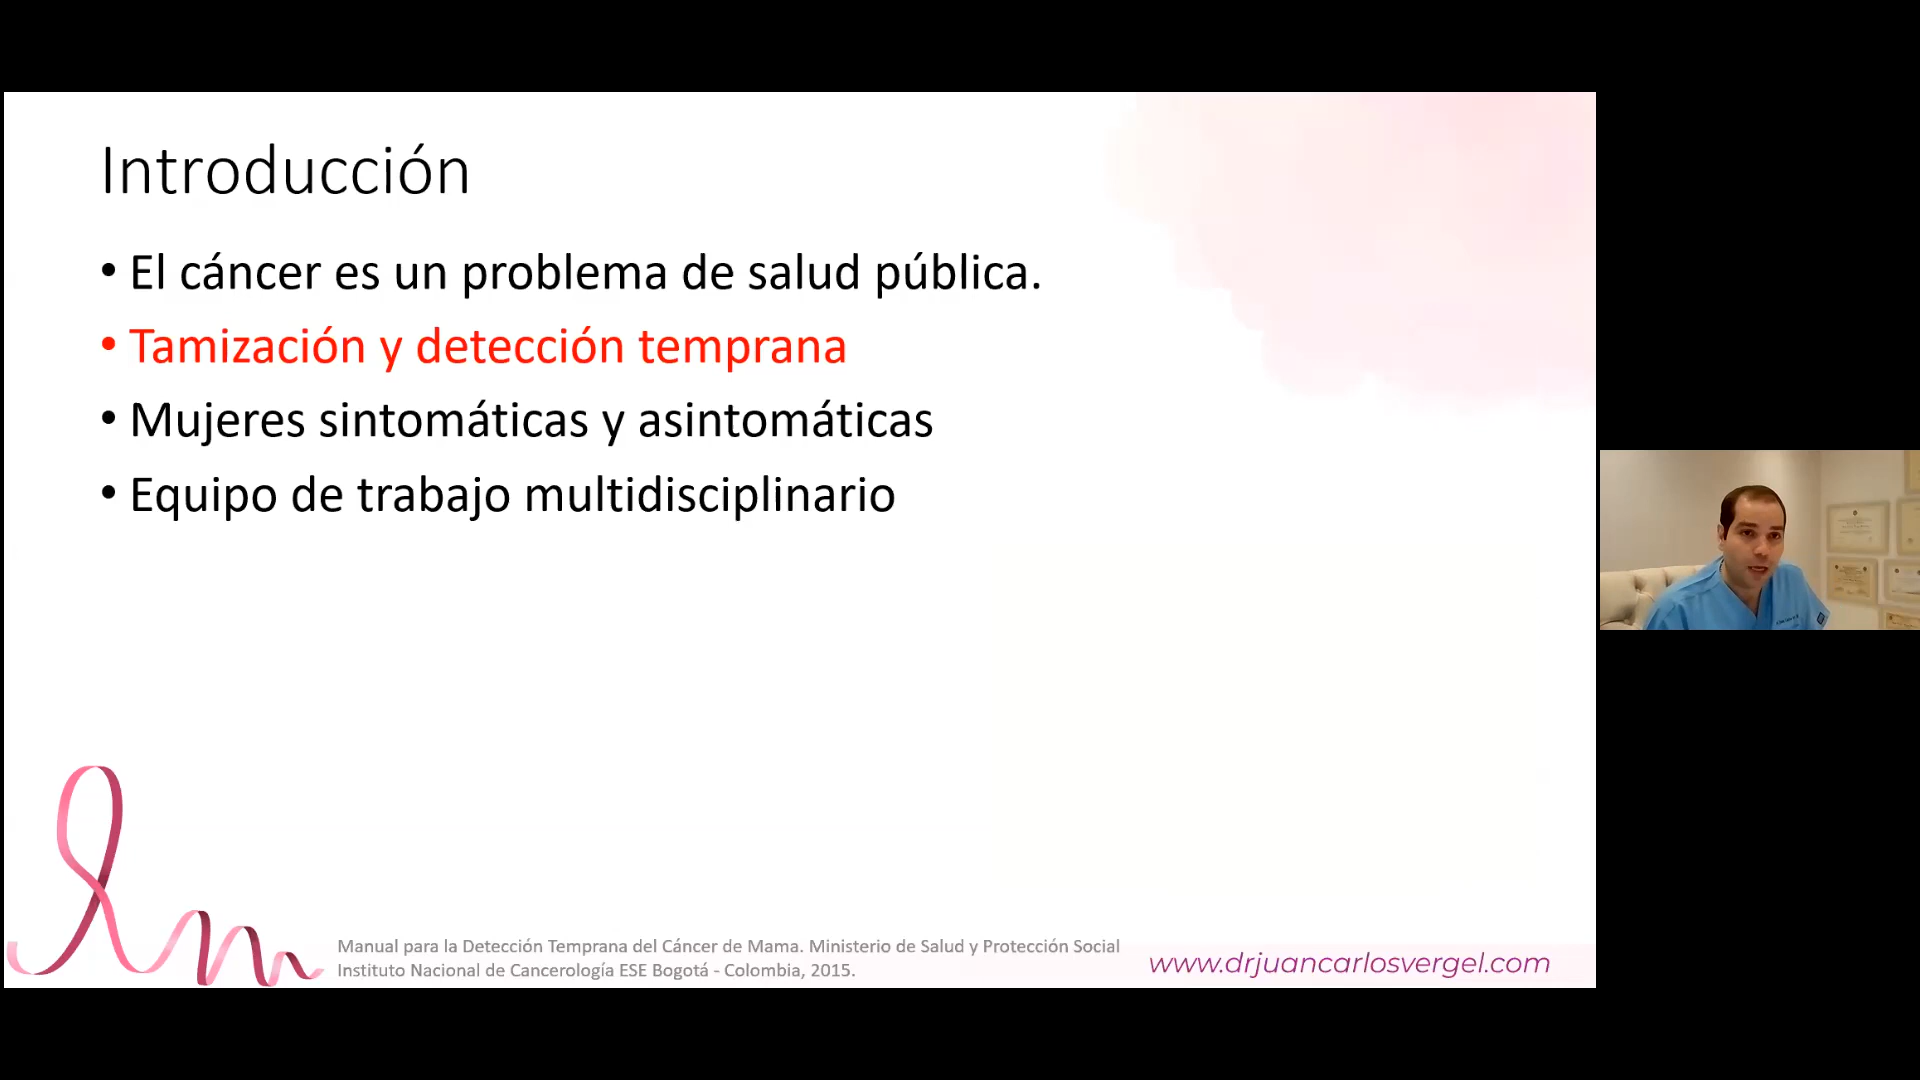 Introducción
• El cáncer es un problema de salud pública.
• Tamización y detección temprana
• Mujeres sintomáticas y asintomáticas
• Equipo de trabajo multidisciplinario
Manual para la Detección Temprana del Cáncer de Mama. Ministerio de Salud y Protección Social
Instituto Nacional de Cancerología ESE Bogotá - Colombia, 2015.
www.drjuancarlosvergel.com